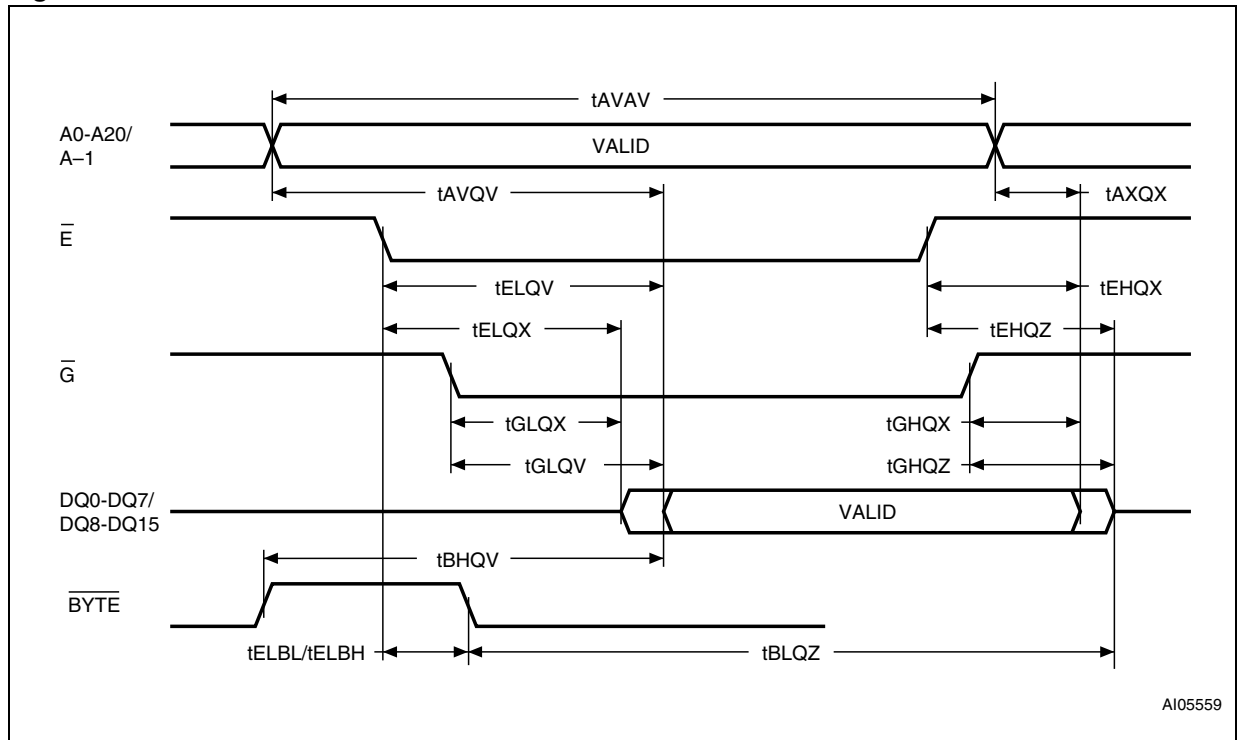 tAVAV
A0-A20/
A–1
VALID
tAVQV
tAXQX
E̅
tELQV
tEHQX
tELQX
tEHQZ
G̅
tGLQX
tGHQX
tGLQV
tGHQZ
DQ0-DQ7/
DQ8-DQ15
VALID
tBHQV
B̅Y̅T̅E̅
tELBL/tELBH
tBLQZ
AI05559